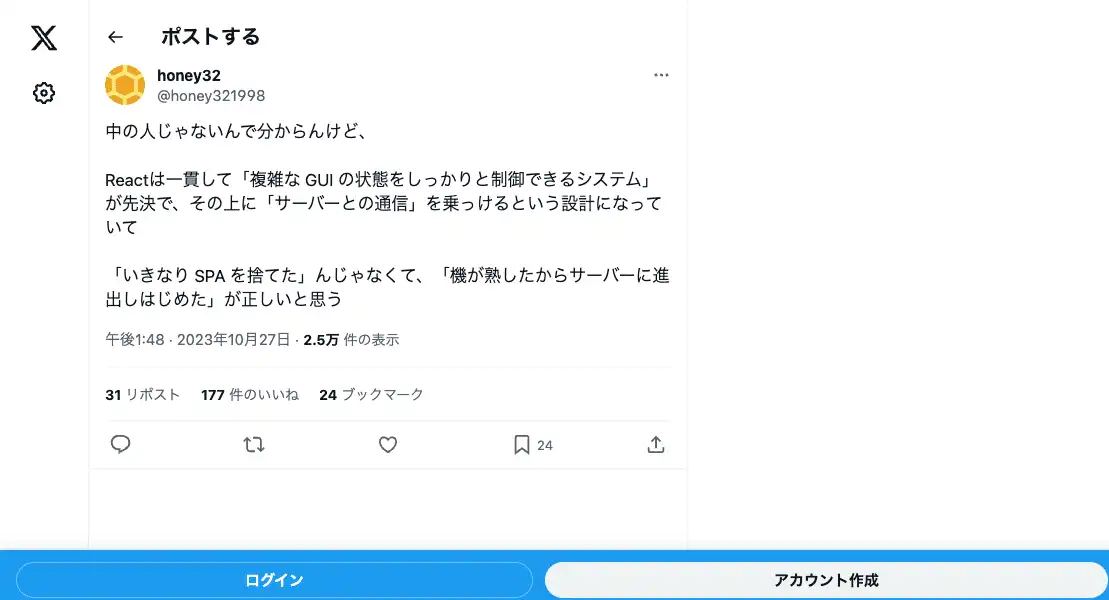 ポストする
honey32
@honey321998
中の人じゃないんで分からんけど、
Reactは一貫して「複雑な GUI の状態をしっかりと制御できるシステム」
が先決で、その上に「サーバーとの通信」を乗っけるという設計になって
いて
「いきなり SPA を捨てた」んじゃなくて、「機が熟したからサーバーに進
出しはじめた」が正しいと思う
午後1:48 · 2023年10月27日 · 2.5万 件の表示
31 リポスト 177 件のいいね 24 ブックマーク
24
ログイン アカウント作成